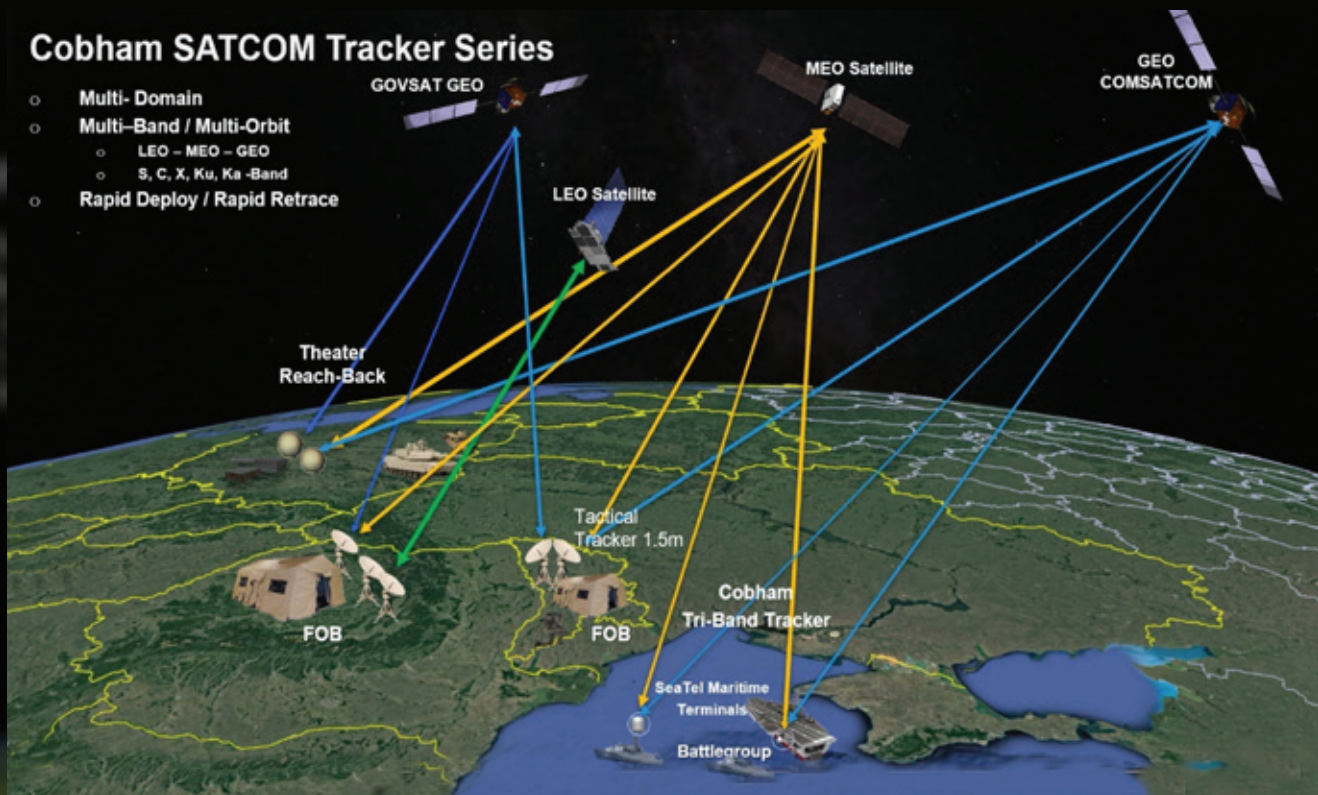 Cobham SATCOM Tracker Series
o Multi- Domain
o Multi–Band / Multi-Orbit
o LEO – MEO – GEO
o S, C, X, Ku, Ka -Band
o Rapid Deploy / Rapid Retrace
GOVSAT GEO
MEO Satellite
GEO
COMSATCOM
LEO Satellite
Theater
Reach-Back
Tactical
Tracker 1.5m
FOB
FOB
Cobham
Tri-Band Tracker
SeaTel Maritime
Terminals
Battlegroup